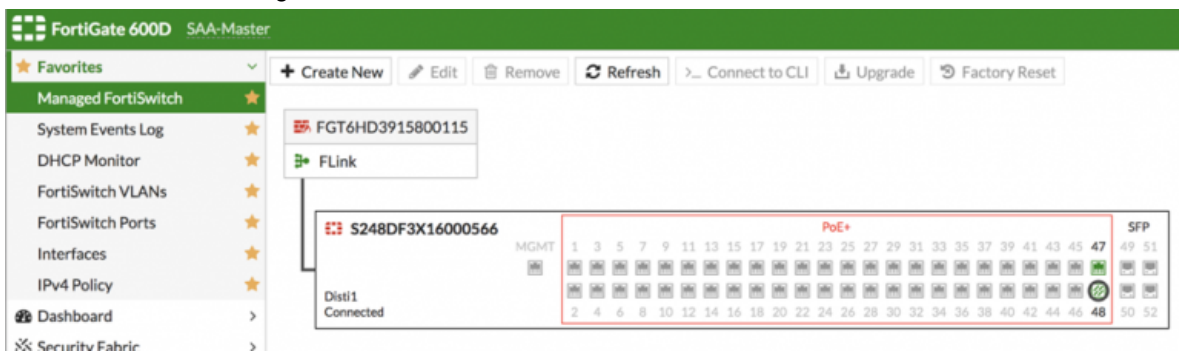 FortiGate 600D SAA-Master
Favorites
Managed FortiSwitch
System Events Log
DHCP Monitor
FortiSwitch VLANs
FortiSwitch Ports
Interfaces
IPv4 Policy
Dashboard
Security Fabric
+ Create New Edit Remove Refresh >_ Connect to CLI Upgrade Factory Reset
FGT6HD3915800115
FLink
S248DF3X16000566 PoE+ SFP
MGMT 1 3 5 7 9 11 13 15 17 19 21 23 25 27 29 31 33 35 37 39 41 43 45 47 49 51
Disti1
Connected
2 4 6 8 10 12 14 16 18 20 22 24 26 28 30 32 34 36 38 40 42 44 46 48 50 52